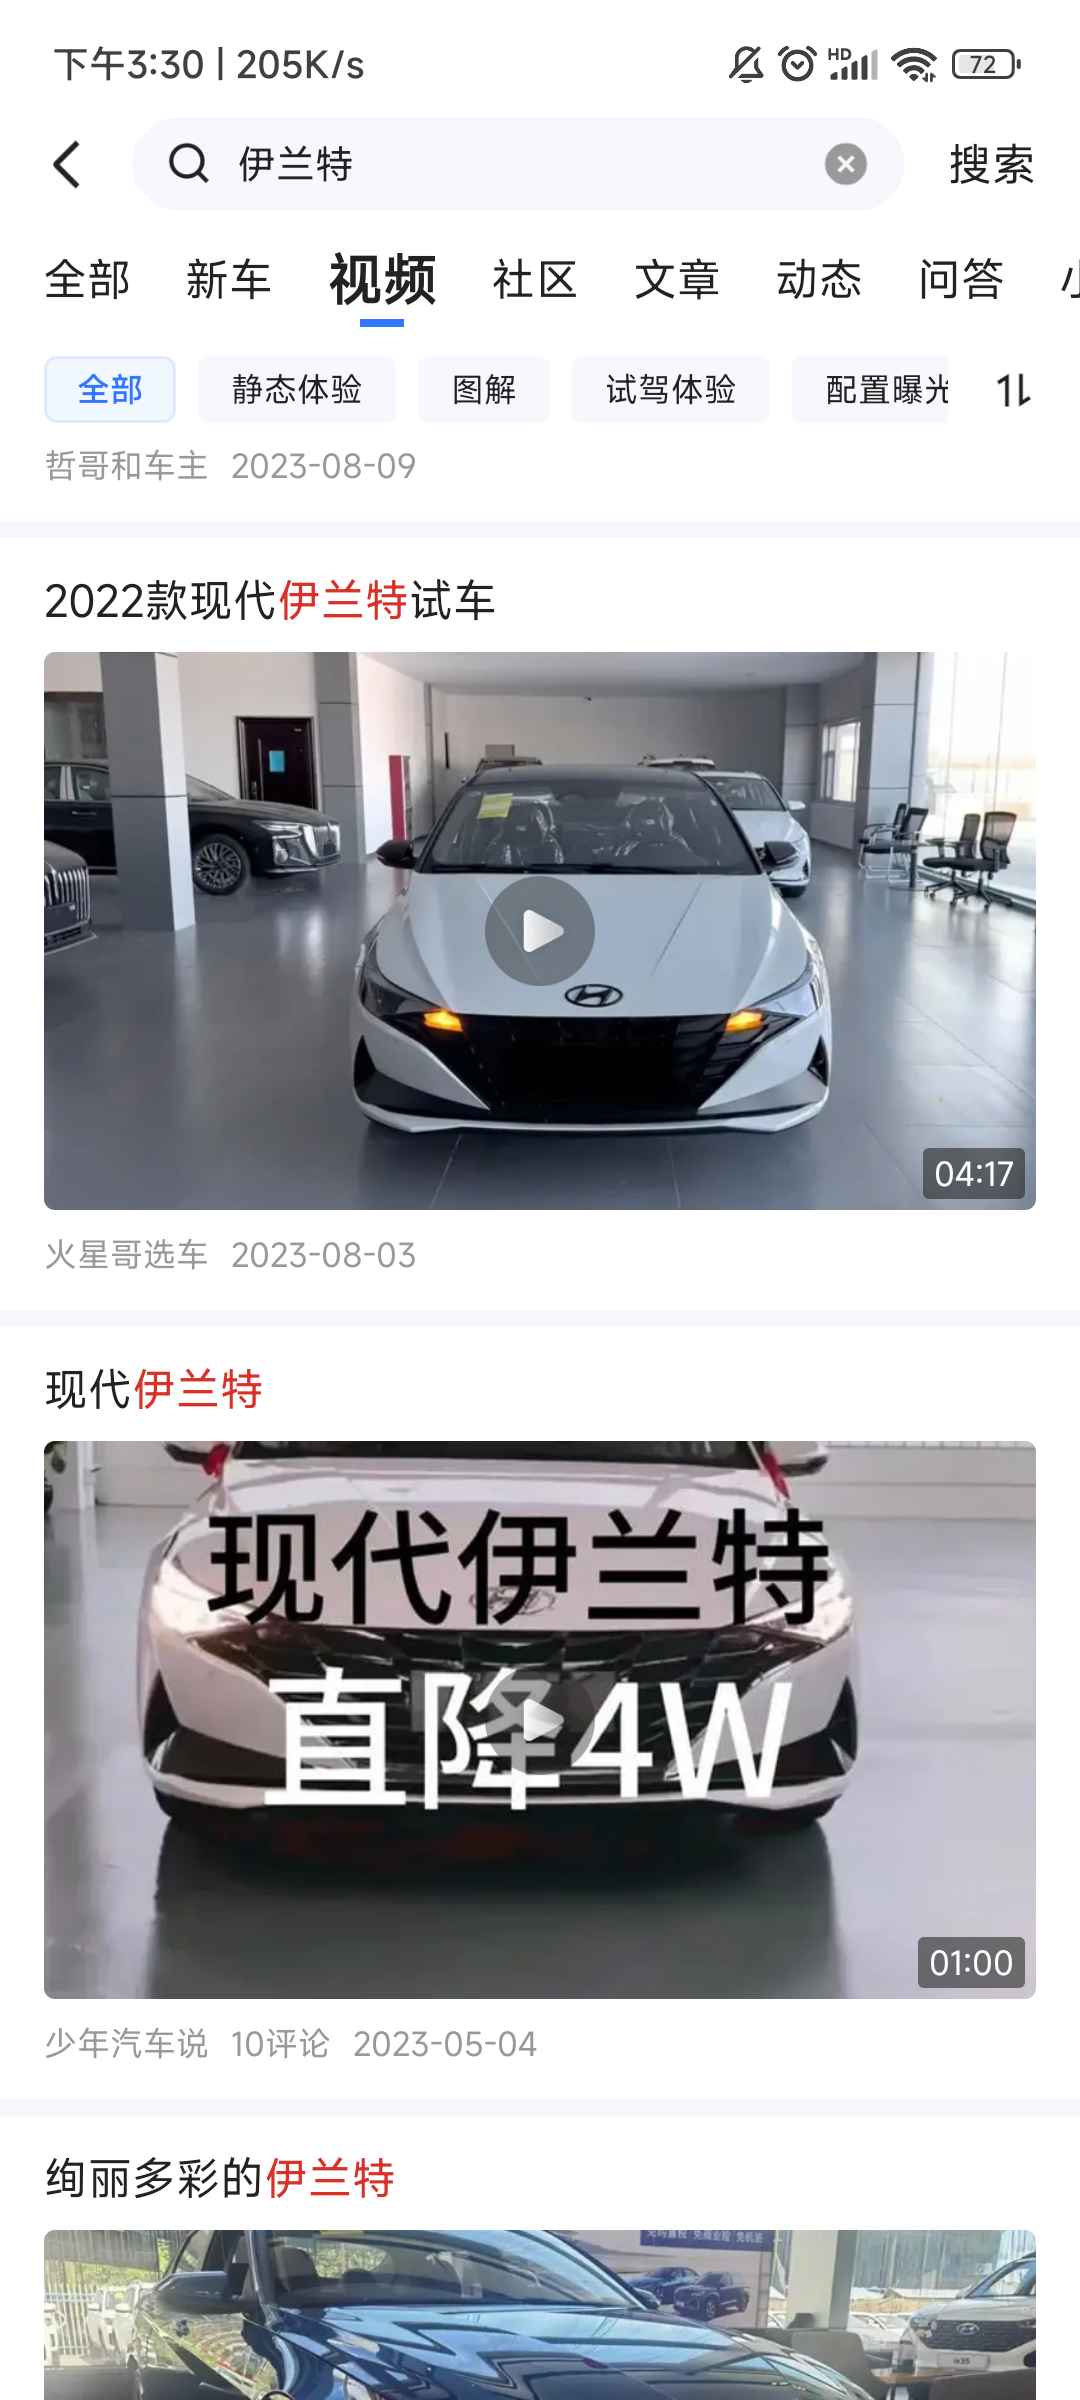 下午3:30 | 205K/s
HD
72
伊兰特
搜索
全部 新车 视频 社区 文章 动态 问答
全部 静态体验 图解 试驾体验 配置曝光
哲哥和车主 2023-08-09
2022款现代伊兰特试车
04:17
火星哥选车 2023-08-03
现代伊兰特
现代伊兰特
直降4W
01:00
少年汽车说 10评论 2023-05-04
绚丽多彩的伊兰特
ix35